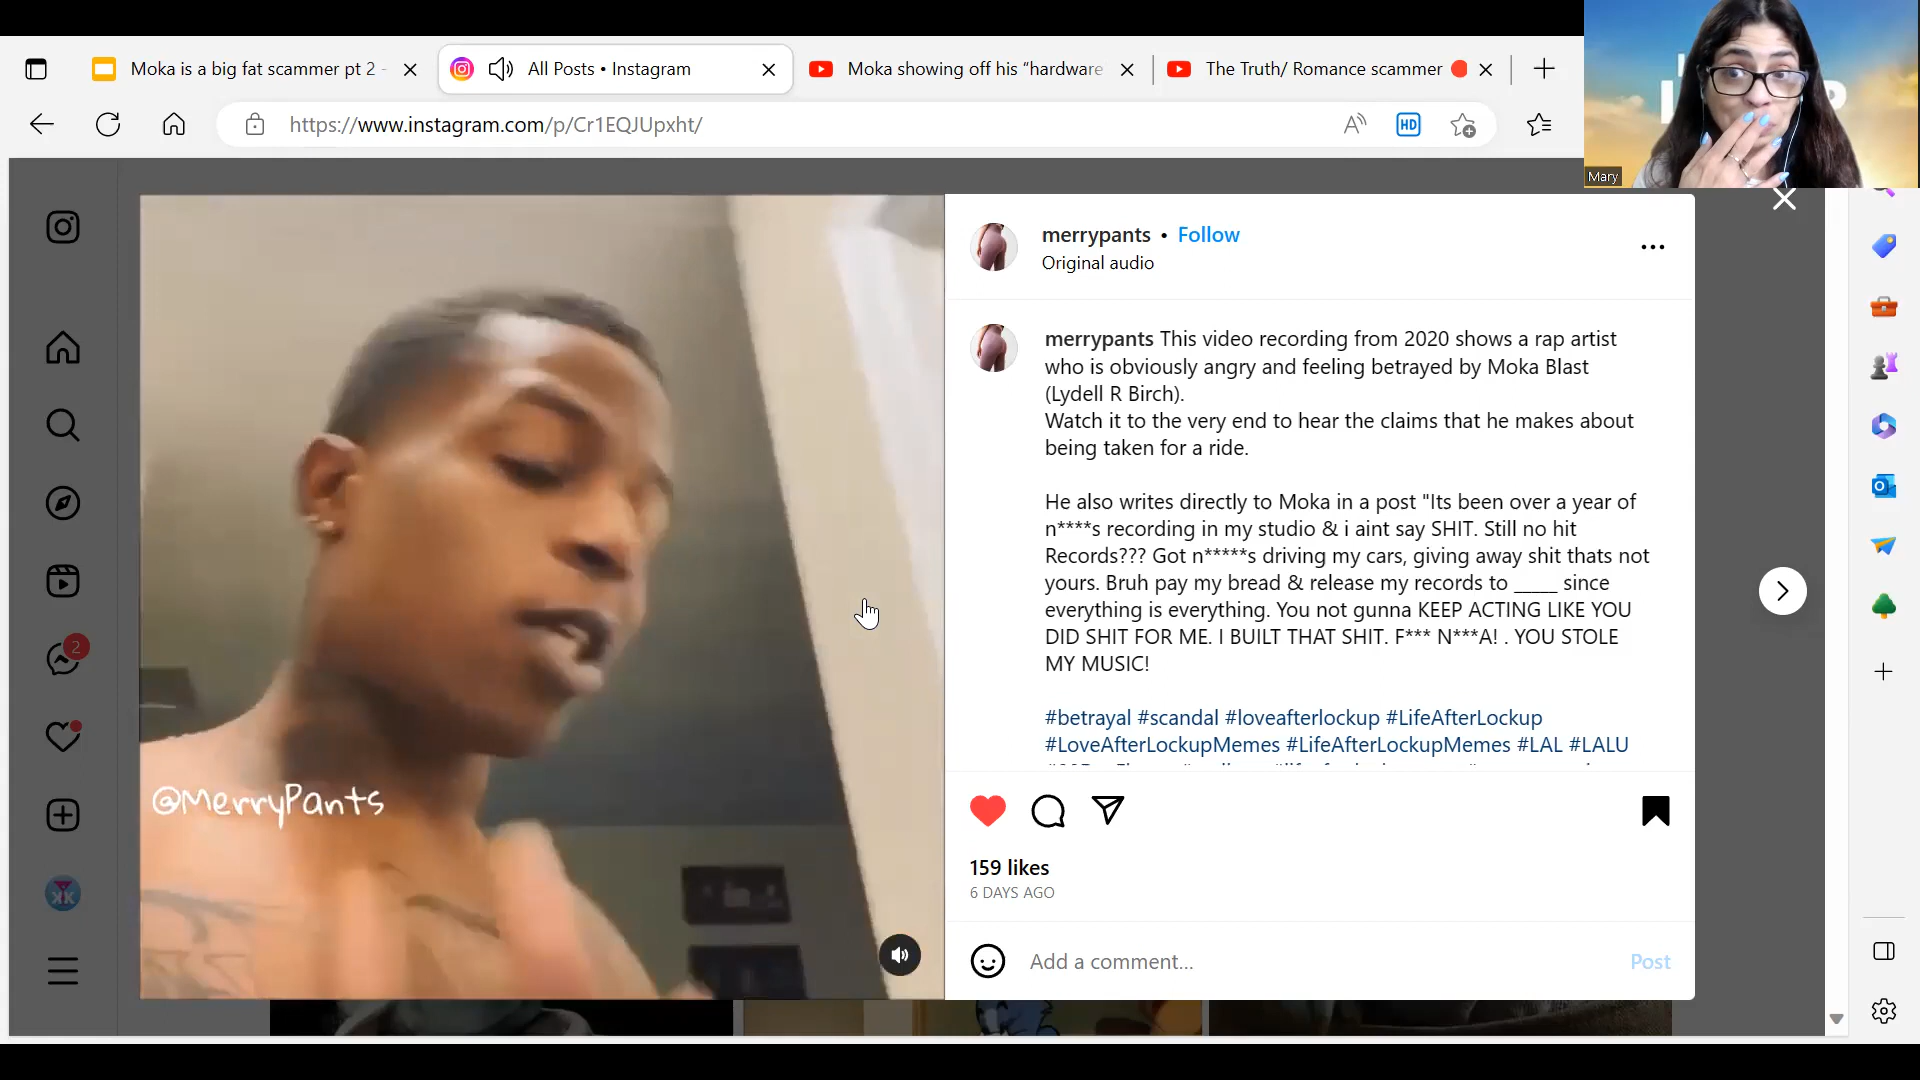 Moka is a big fat scammer pt 2 -
All Posts • Instagram
Moka showing off his "hardware
The Truth/ Romance scammer
https://www.instagram.com/p/Cr1EQJUpxht/
HD
Mary
merrypants • Follow
Original audio
merrypants This video recording from 2020 shows a rap artist
who is obviously angry and feeling betrayed by Moka Blast
(Lydell R Birch).
Watch it to the very end to hear the claims that he makes about
being taken for a ride.
He also writes directly to Moka in a post "Its been over a year of
n****s recording in my studio & i aint say SHIT. Still no hit
Records??? Got n*****s driving my cars, giving away shit thats not
yours. Bruh pay my bread & release my records to _____ since
everything is everything. You not gunna KEEP ACTING LIKE YOU
DID SHIT FOR ME. I BUILT THAT SHIT. F*** N***A! . YOU STOLE
MY MUSIC!
#betrayal #scandal #loveafterlockup #LifeAfterLockup
#LoveAfterLockupMemes #LifeAfterLockupMemes #LAL #LALU
2
@MerryPants
159 likes
6 DAYS AGO
Add a comment...
Post